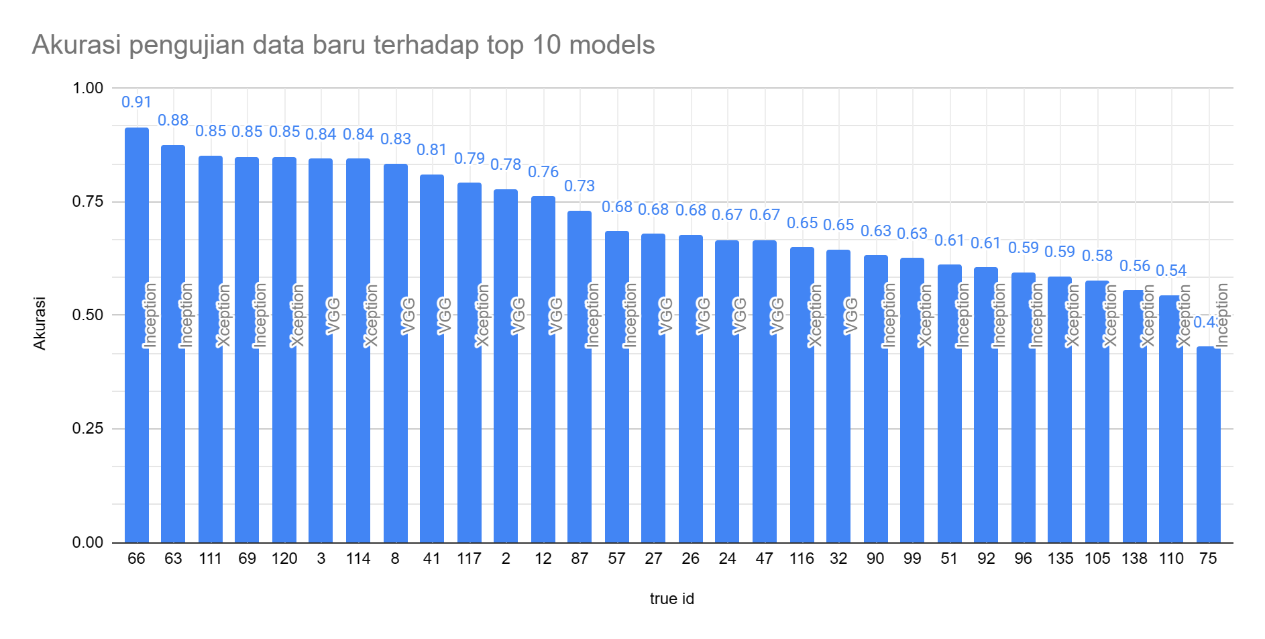 Akurasi pengujian data baru terhadap top 10 models
1.00
0.75
0.50
0.25
0.00
Akurasi
0.91 0.88 0.85 0.85 0.85 0.84 0.84 0.83 0.81 0.79 0.78 0.76 0.73 0.68 0.68 0.68 0.67 0.67 0.65 0.65 0.63 0.63 0.61 0.61 0.59 0.59 0.58 0.56 0.54 0.43
Inception Inception Xception Inception Xception VGG Xception VGG VGG Xception VGG VGG Inception Inception VGG VGG VGG VGG Xception VGG Inception Xception Inception Inception Inception Xception Xception Xception Xception Inception
66 63 111 69 120 3 114 8 41 117 2 12 87 57 27 26 24 47 116 32 90 99 51 92 96 135 105 138 110 75
true id